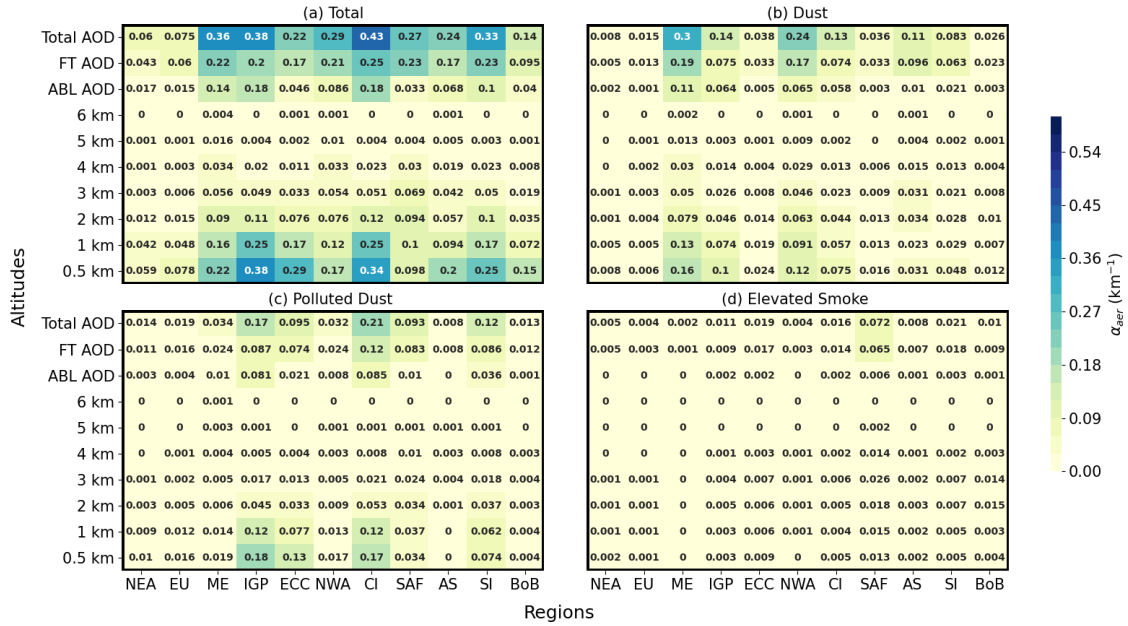 (a) Total
(b) Dust
Total AOD 0.06 0.075 0.36 0.38 0.22 0.29 0.43 0.27 0.24 0.33 0.14 0.008 0.015 0.3 0.14 0.038 0.24 0.13 0.036 0.11 0.083 0.026
FT AOD 0.043 0.06 0.22 0.2 0.17 0.21 0.25 0.23 0.17 0.23 0.095 0.005 0.013 0.19 0.075 0.033 0.17 0.074 0.033 0.096 0.063 0.023
ABL AOD 0.017 0.015 0.14 0.18 0.046 0.086 0.18 0.033 0.068 0.1 0.04 0.002 0.001 0.11 0.064 0.005 0.065 0.058 0.003 0.01 0.021 0.003
6 km 0 0 0.004 0 0.001 0.001 0 0 0.001 0 0 0 0 0.002 0 0 0.001 0 0 0.001 0 0
5 km 0.001 0.001 0.016 0.004 0.002 0.01 0.004 0.004 0.005 0.003 0.001 0 0.001 0.013 0.003 0.001 0.009 0.002 0 0.004 0.002 0.001
4 km 0.001 0.003 0.034 0.02 0.011 0.033 0.023 0.03 0.019 0.023 0.008 0 0.002 0.03 0.014 0.004 0.029 0.013 0.006 0.015 0.013 0.004
3 km 0.003 0.006 0.056 0.049 0.033 0.054 0.051 0.069 0.042 0.05 0.019 0.001 0.003 0.05 0.026 0.008 0.046 0.023 0.009 0.031 0.021 0.008
2 km 0.012 0.015 0.09 0.11 0.076 0.076 0.12 0.094 0.057 0.1 0.035 0.001 0.004 0.079 0.046 0.014 0.063 0.044 0.013 0.034 0.028 0.01
1 km 0.042 0.048 0.16 0.25 0.17 0.12 0.25 0.1 0.094 0.17 0.072 0.005 0.005 0.13 0.074 0.019 0.091 0.057 0.013 0.023 0.029 0.007
0.5 km 0.059 0.078 0.22 0.38 0.29 0.17 0.34 0.098 0.2 0.25 0.15 0.008 0.006 0.16 0.1 0.024 0.12 0.075 0.016 0.031 0.048 0.012
(c) Polluted Dust
(d) Elevated Smoke
Total AOD 0.014 0.019 0.034 0.17 0.095 0.032 0.21 0.093 0.008 0.12 0.013 0.005 0.004 0.002 0.011 0.019 0.004 0.016 0.072 0.008 0.021 0.01
FT AOD 0.011 0.016 0.024 0.087 0.074 0.024 0.12 0.083 0.008 0.086 0.012 0.005 0.003 0.001 0.009 0.017 0.003 0.014 0.065 0.007 0.018 0.009
ABL AOD 0.003 0.004 0.01 0.081 0.021 0.008 0.085 0.01 0 0.036 0.001 0 0 0 0.002 0.002 0 0.002 0.006 0.001 0.003 0.001
6 km 0 0 0.001 0 0 0 0 0 0 0 0 0 0 0 0 0 0 0 0 0 0 0
5 km 0 0 0.003 0.001 0 0.001 0.001 0.001 0.001 0.001 0 0 0 0 0 0 0 0 0.002 0 0 0
4 km 0 0.001 0.004 0.005 0.004 0.003 0.008 0.01 0.003 0.008 0.003 0 0 0 0.001 0.003 0.001 0.002 0.014 0.001 0.002 0.003
3 km 0.001 0.002 0.005 0.017 0.013 0.005 0.021 0.024 0.004 0.018 0.004 0.001 0.001 0 0.004 0.007 0.001 0.006 0.026 0.002 0.007 0.014
2 km 0.003 0.005 0.006 0.045 0.033 0.009 0.053 0.034 0.001 0.037 0.003 0.001 0.001 0 0.005 0.006 0.001 0.005 0.018 0.003 0.007 0.015
1 km 0.009 0.012 0.014 0.12 0.077 0.013 0.12 0.037 0 0.062 0.004 0.001 0.001 0 0.003 0.006 0.001 0.004 0.015 0.002 0.005 0.003
0.5 km 0.01 0.016 0.019 0.18 0.13 0.017 0.17 0.034 0 0.074 0.004 0.002 0.001 0 0.003 0.009 0 0.005 0.013 0.002 0.005 0.004
NEA EU ME IGP ECC NWA CI SAF AS SI BoB NEA EU ME IGP ECC NWA CI SAF AS SI BoB
Altitudes
Regions
0.54
0.45
0.36
0.27
0.18
0.09
0.00
α_aer (km⁻¹)